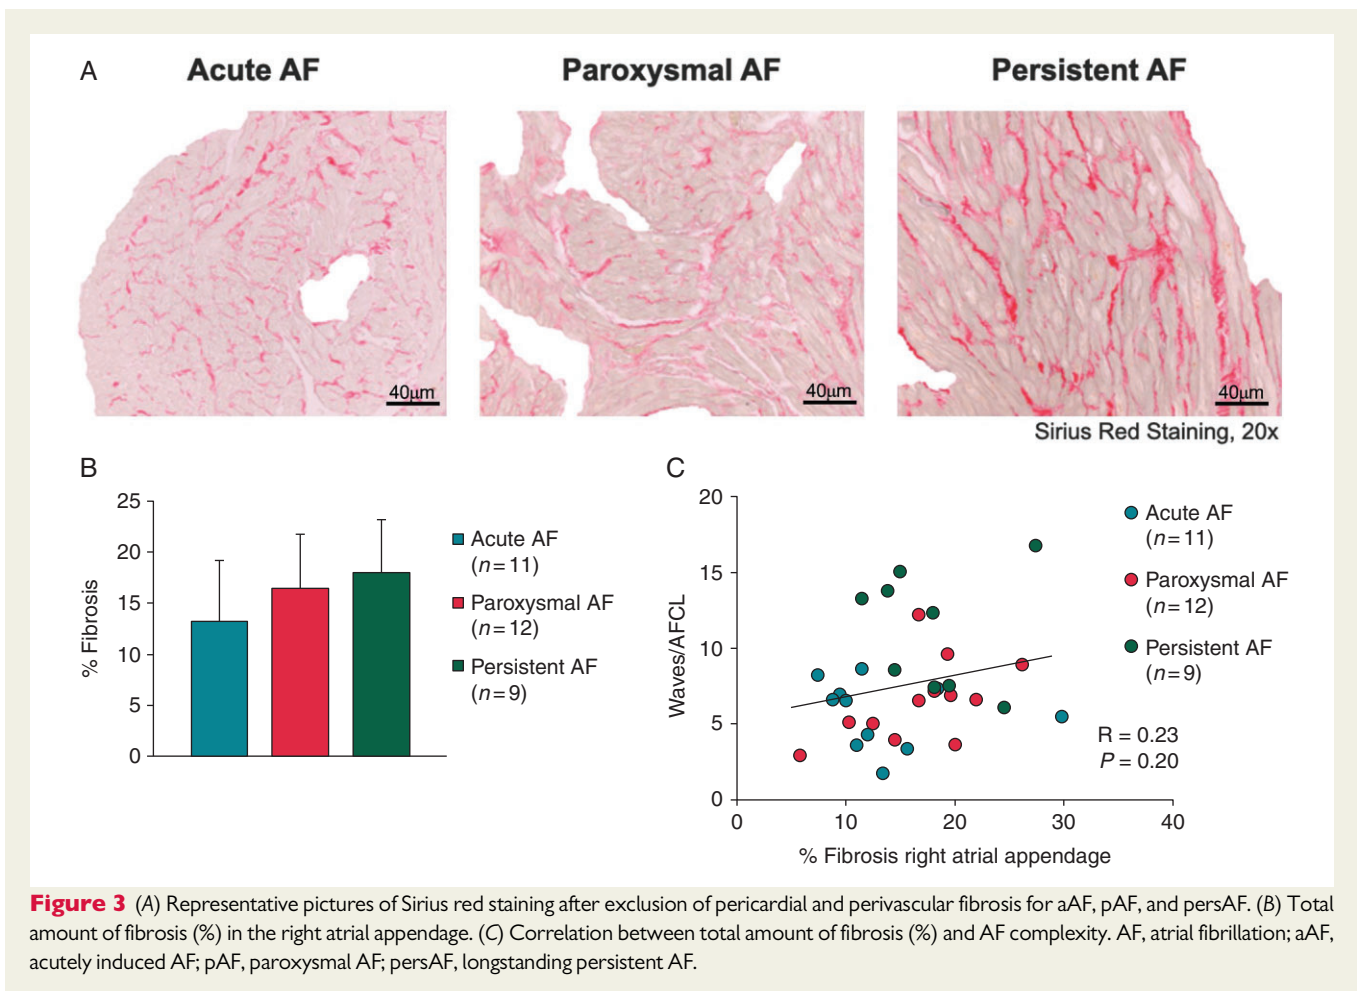 A
Acute AF
Paroxysmal AF
Persistent AF
40μm
40μm
40μm
Sirius Red Staining, 20x
B
25
20
15
10
5
0
% Fibrosis
Acute AF
(n=11)
Paroxysmal AF
(n=12)
Persistent AF
(n=9)
C
20
15
10
5
0
Waves/AFCL
0
10
20
30
40
% Fibrosis right atrial appendage
Acute AF
(n=11)
Paroxysmal AF
(n=12)
Persistent AF
(n=9)
R = 0.23
P = 0.20
Figure 3 (A) Representative pictures of Sirius red staining after exclusion of pericardial and perivascular fibrosis for aAF, pAF, and persAF. (B) Total
amount of fibrosis (%) in the right atrial appendage. (C) Correlation between total amount of fibrosis (%) and AF complexity. AF, atrial fibrillation; aAF,
acutely induced AF; pAF, paroxysmal AF; persAF, longstanding persistent AF.